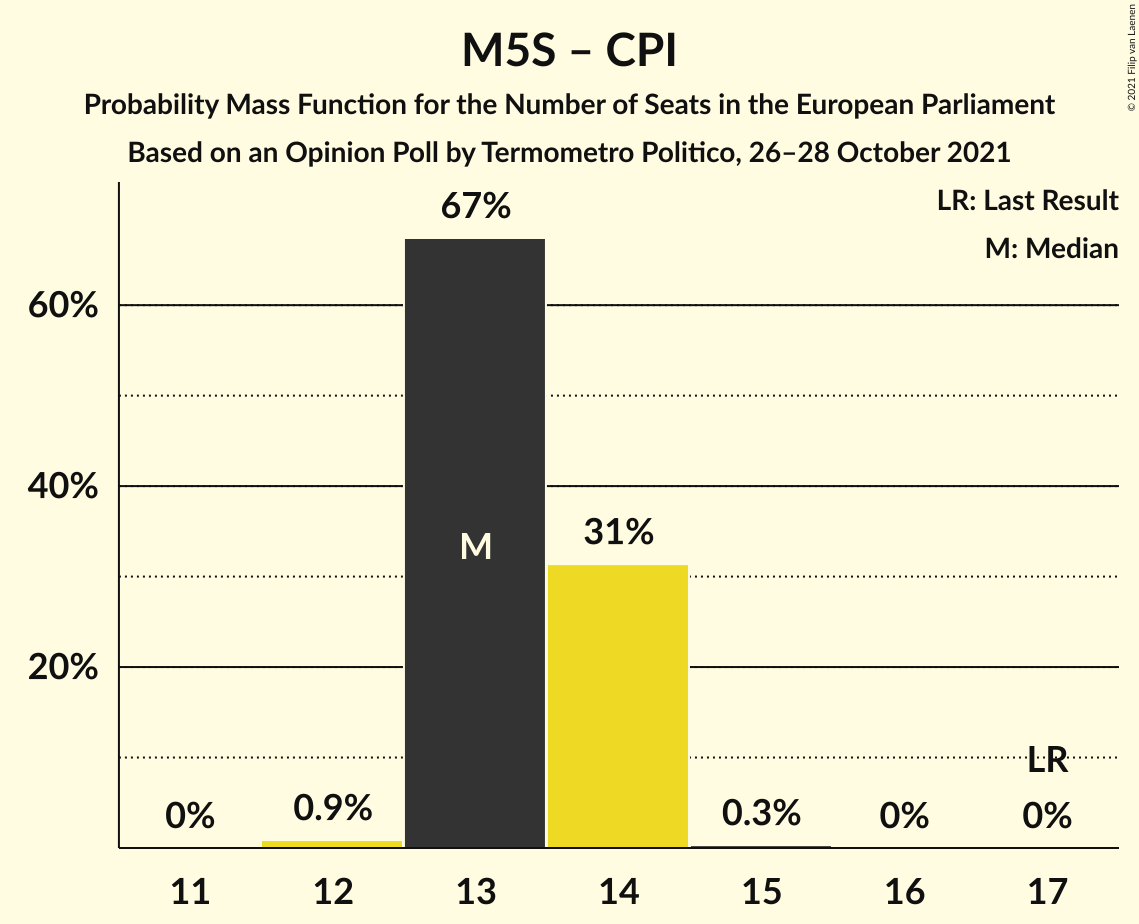 M5S – CPI
Probability Mass Function for the Number of Seats in the European Parliament
Based on an Opinion Poll by Termometro Politico, 26–28 October 2021
© 2021 Filip van Laenen
LR: Last Result
M: Median
60%
40%
20%
0%
0.9%
67%
M
31%
0.3%
0%
LR
0%
11 12 13 14 15 16 17